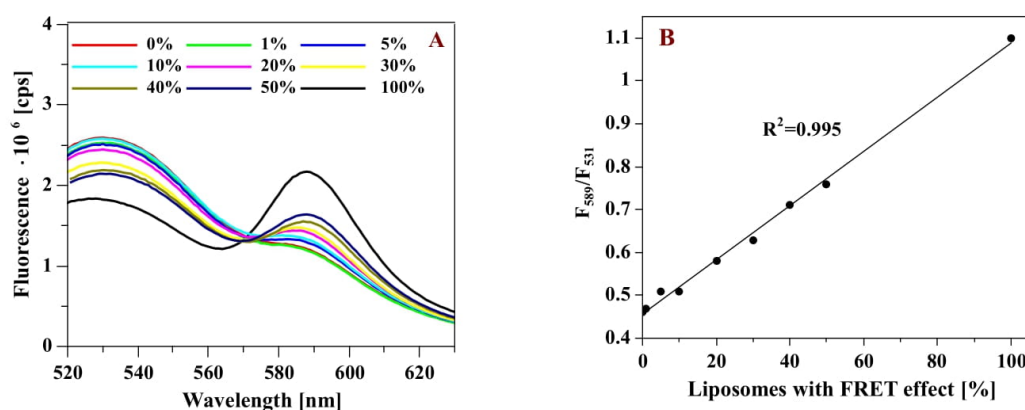 4
3
2
1
0
Fluorescence · 10⁶ [cps]
0% 1% 5%
10% 20% 30%
40% 50% 100%
A
520 540 560 580 600 620
Wavelength [nm]
1.1
1.0
0.9
0.8
0.7
0.6
0.5
0.4
F₅₈₉/F₅₃₁
B
R²=0.995
0 20 40 60 80 100
Liposomes with FRET effect [%]